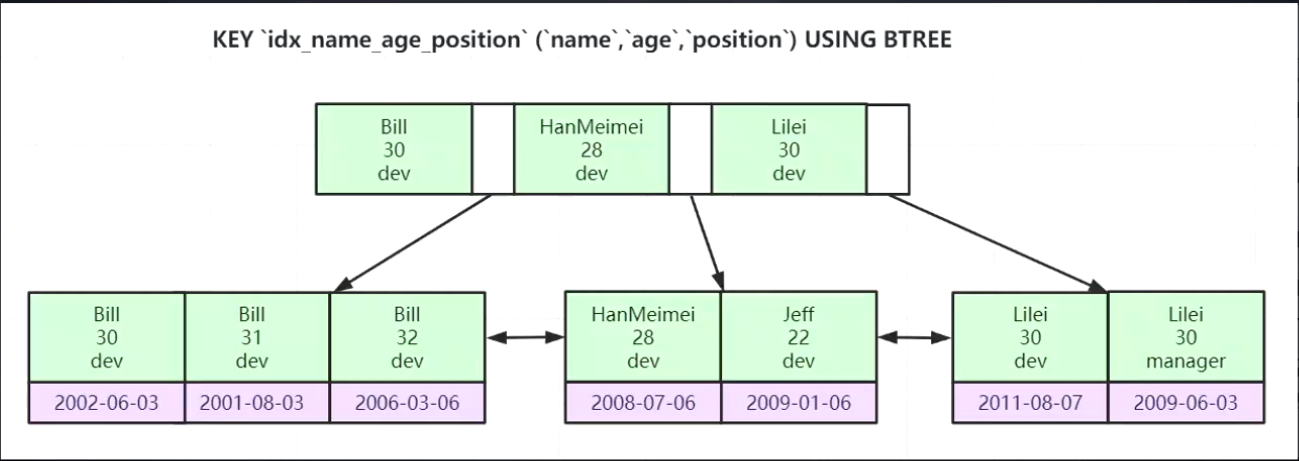 KEY `idx_name_age_position` (`name`,`age`,`position`) USING BTREE
Bill
30
dev
HanMeimei
28
dev
Lilei
30
dev
Bill
30
dev
2002-06-03
Bill
31
dev
2001-08-03
Bill
32
dev
2006-03-06
HanMeimei
28
dev
2008-07-06
Jeff
22
dev
2009-01-06
Lilei
30
dev
2011-08-07
Lilei
30
manager
2009-06-03